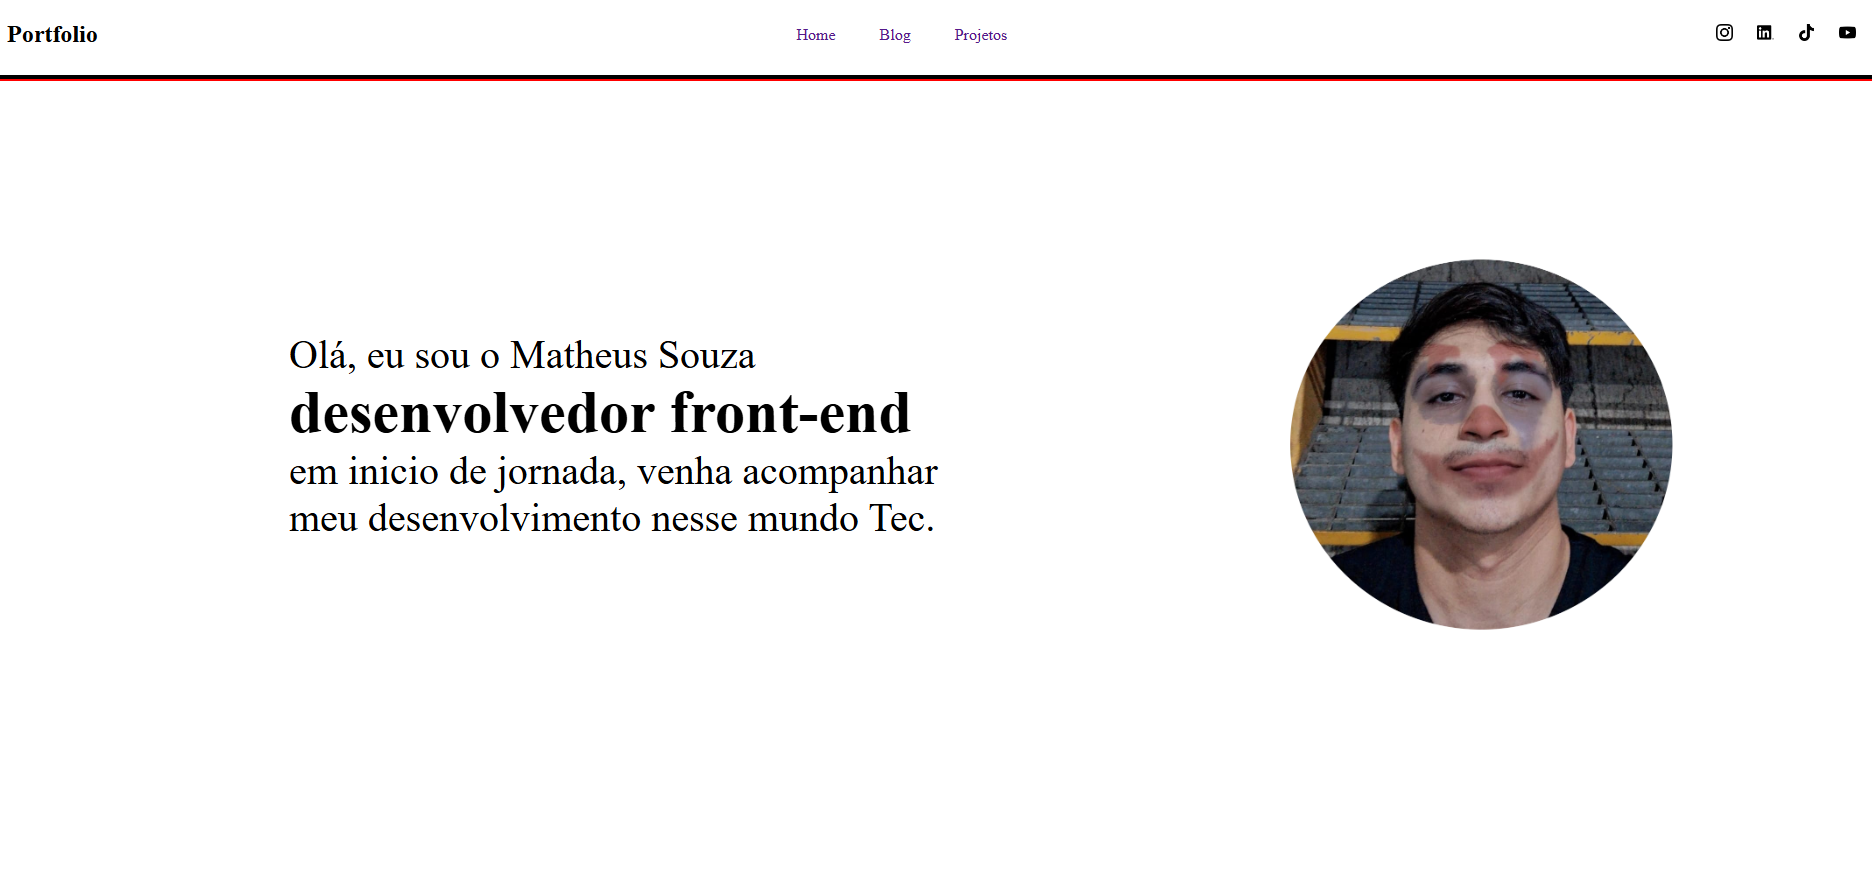 Portfolio
Home Blog Projetos
Olá, eu sou o Matheus Souza
desenvolvedor front-end
em inicio de jornada, venha acompanhar
meu desenvolvimento nesse mundo Tec.